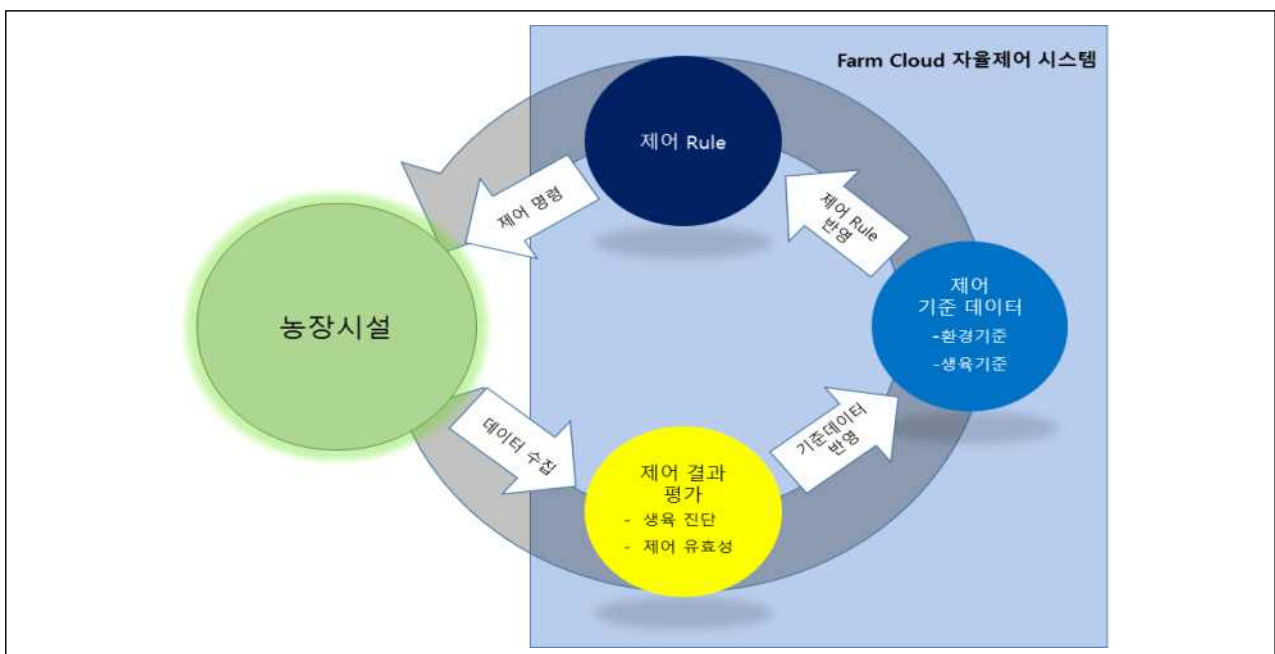 Farm Cloud 자율제어 시스템
제어 Rule
제어 명령
제어 Rule
반영
농장시설
제어
기준 데이터
-환경기준
-생육기준
데이터 수집
기준데이터
반영
제어 결과
평가
- 생육 진단
- 제어 유효성